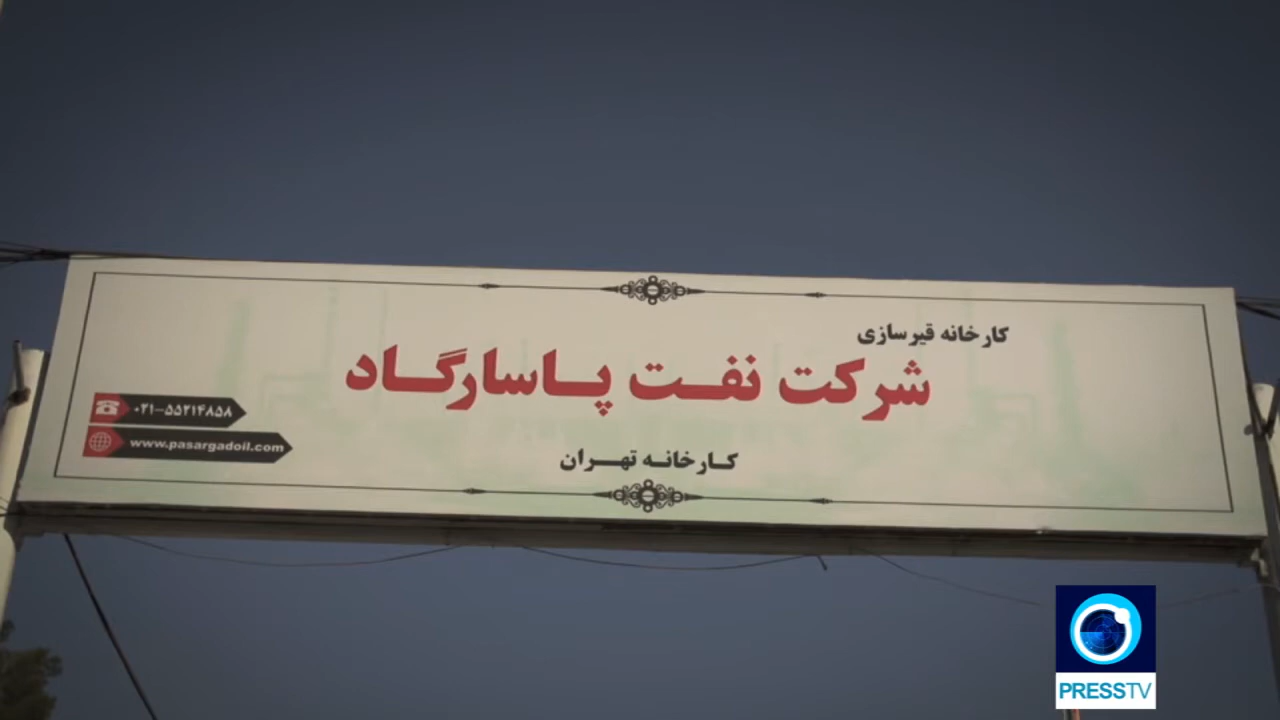 کارخانه قیرسازی
شرکت نفت پاسارگاد
۰۲۱-۵۵۲۱۴۸۵۸
www.pasargadoil.com
کارخانه تهران
PRESSTV